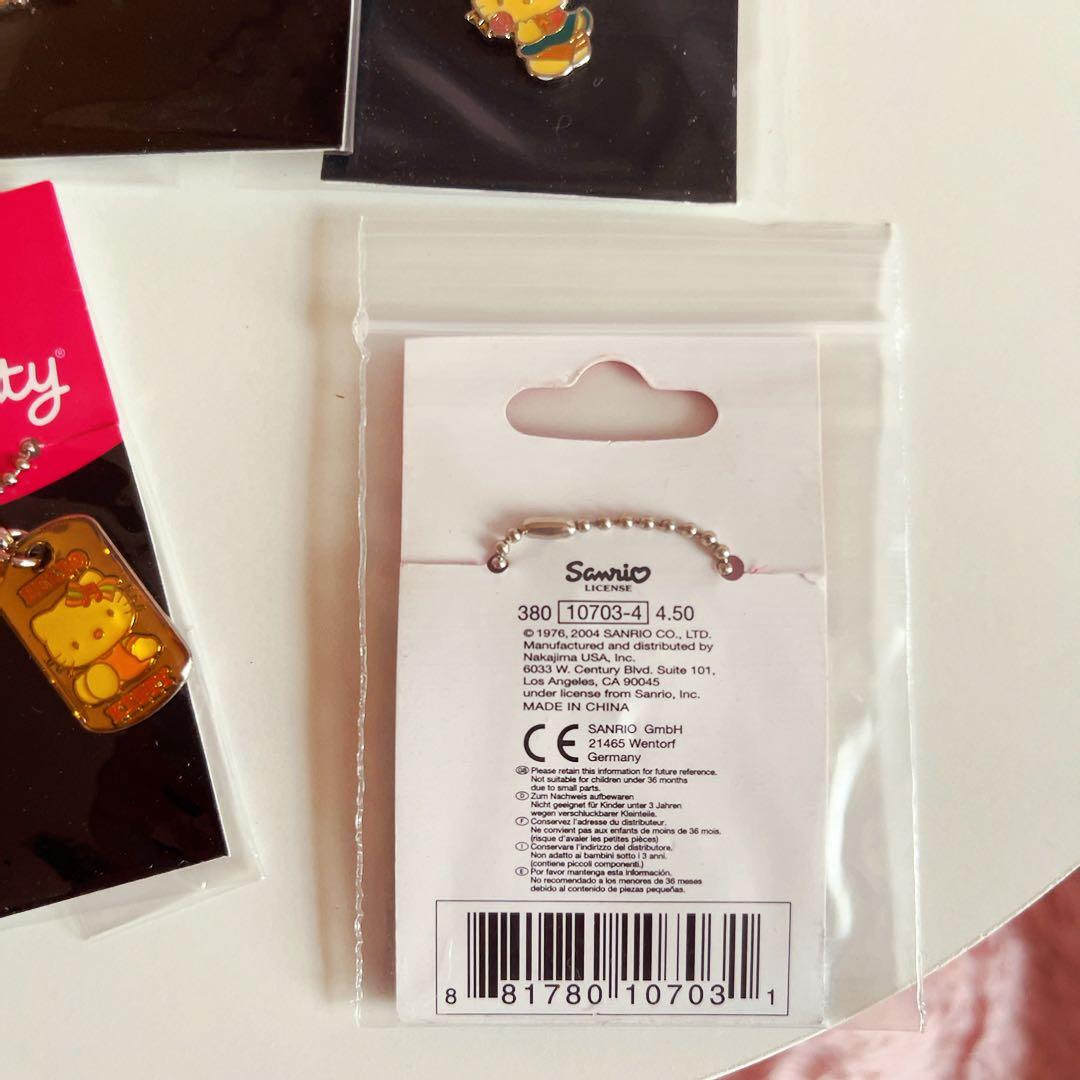 tty®
HELLO
KITTY
Sanrio
LICENSE
380 10703-4 4.50
© 1976, 2004 SANRIO CO., LTD.
Manufactured and distributed by
Nakajima USA, Inc.
6033 W. Century Blvd. Suite 101,
Los Angeles, CA 90045
under license from Sanrio, Inc.
MADE IN CHINA
CE SANRIO GmbH
21465 Wentorf
Germany
GB Please retain this information for future reference.
Not suitable for children under 36 months
due to small parts.
D Zum Nachweis aufbewaren
Nicht geeignet für Kinder unter 3 Jahren
wegen verschluckbarer Kleinteile.
F Conservez l'adresse du distributeur.
Ne convient pas aux enfants de moins de 36 mois.
(risque d'avaler les petites pièces)
I Conservare l'indirizzo del distributore.
Non adatto ai bambini sotto i 3 anni.
(contiene piccoli componenti.)
E Por favor mantenga esta información.
No recomendado a los menores de 36 meses
debido al contenido de piezas pequeñas.
8 81780 10703 1